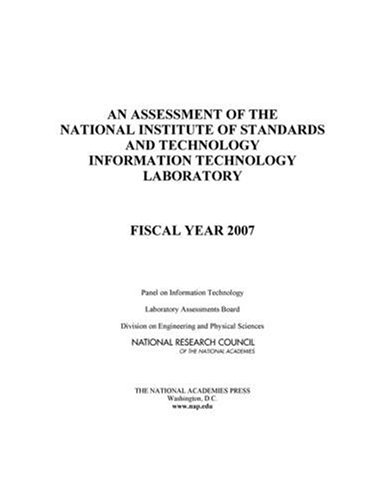 AN ASSESSMENT OF THE
NATIONAL INSTITUTE OF STANDARDS
AND TECHNOLOGY
INFORMATION TECHNOLOGY
LABORATORY
FISCAL YEAR 2007
Panel on Information Technology
Laboratory Assessments Board
Division on Engineering and Physical Sciences
NATIONAL RESEARCH COUNCIL
OF THE NATIONAL ACADEMIES
THE NATIONAL ACADEMIES PRESS
Washington, D.C.
www.nap.edu